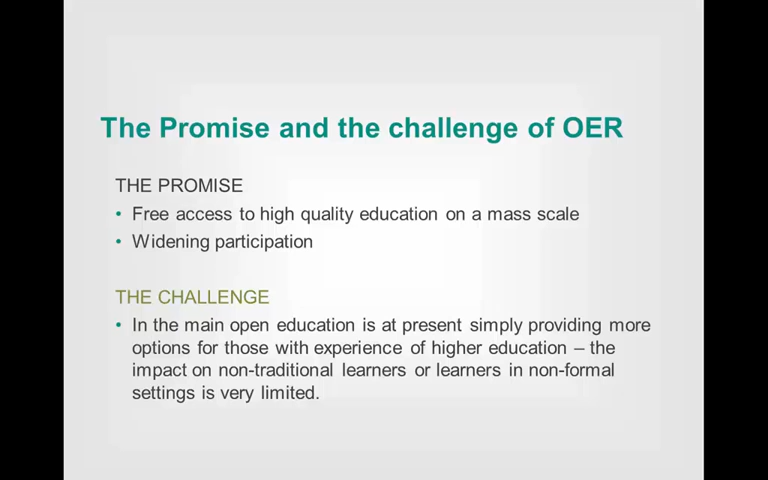 The Promise and the challenge of OER
THE PROMISE
• Free access to high quality education on a mass scale
• Widening participation
THE CHALLENGE
• In the main open education is at present simply providing more
options for those with experience of higher education – the
impact on non-traditional learners or learners in non-formal
settings is very limited.